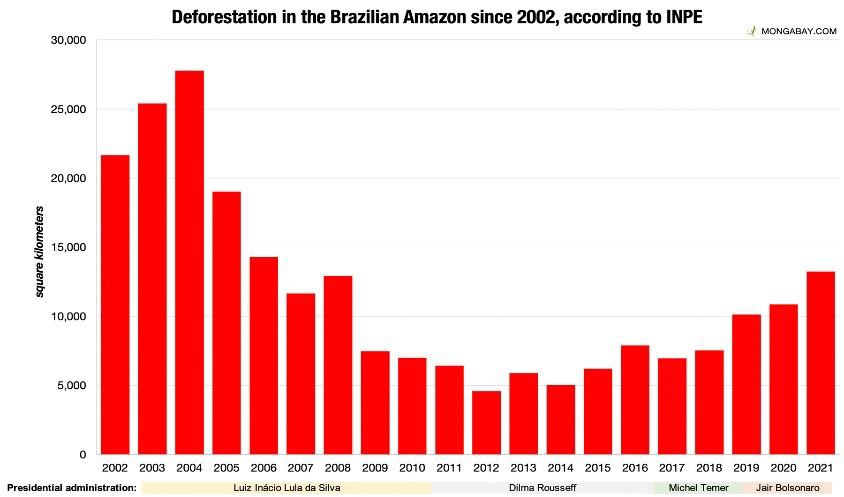 Deforestation in the Brazilian Amazon since 2002, according to INPE
MONGABAY.COM
30,000
25,000
20,000
15,000
10,000
5,000
0
square kilometers
2002 2003 2004 2005 2006 2007 2008 2009 2010 2011 2012 2013 2014 2015 2016 2017 2018 2019 2020 2021
Presidential administration: Luiz Inácio Lula da Silva Dilma Rousseff Michel Temer Jair Bolsonaro